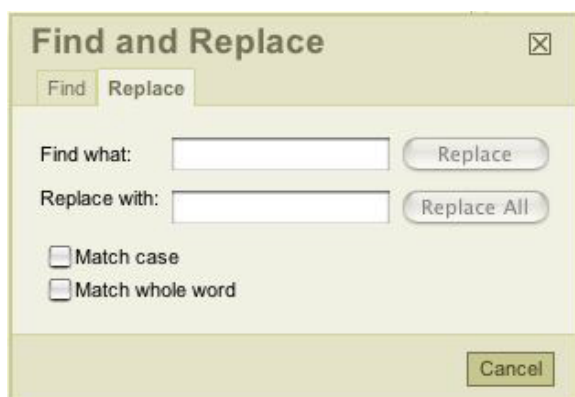 Find and Replace
Find Replace
Find what: Replace
Replace with: Replace All
Match case
Match whole word
Cancel